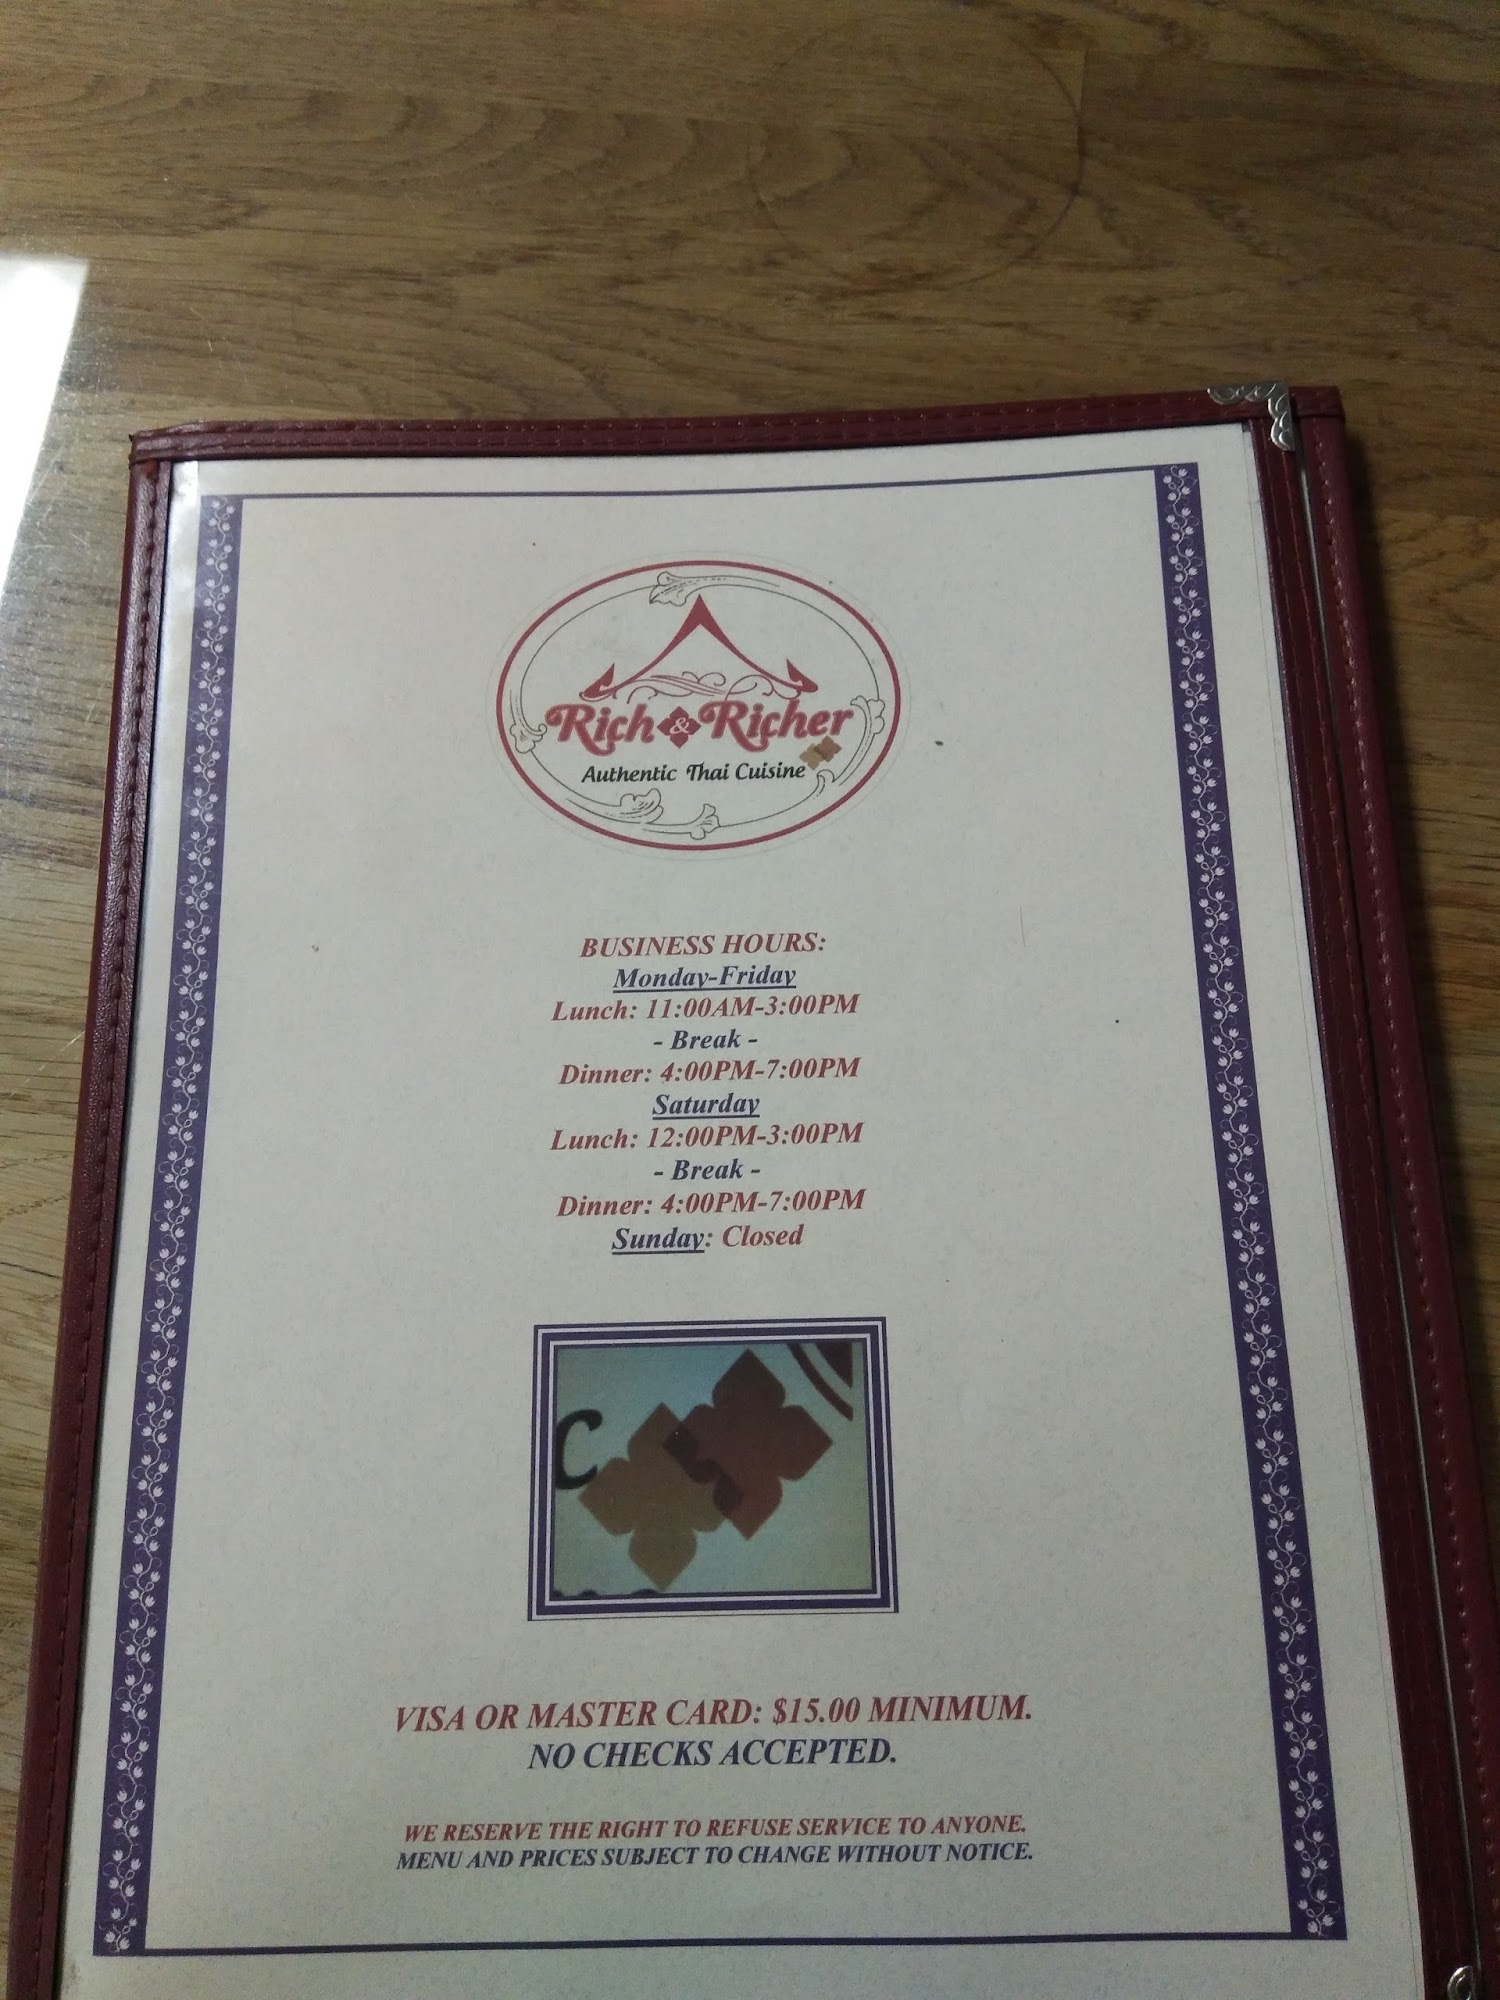 Rich & Richer
Authentic Thai Cuisine
BUSINESS HOURS:
Monday-Friday
Lunch: 11:00AM-3:00PM
- Break -
Dinner: 4:00PM-7:00PM
Saturday
Lunch: 12:00PM-3:00PM
- Break -
Dinner: 4:00PM-7:00PM
Sunday: Closed
c
VISA OR MASTER CARD: $15.00 MINIMUM.
NO CHECKS ACCEPTED.
WE RESERVE THE RIGHT TO REFUSE SERVICE TO ANYONE.
MENU AND PRICES SUBJECT TO CHANGE WITHOUT NOTICE.